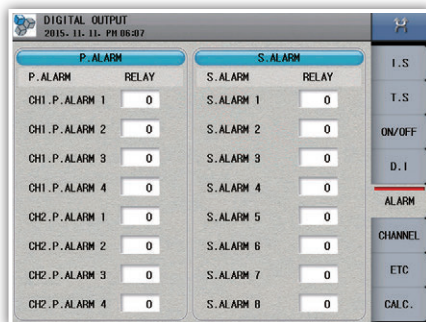 DIGITAL OUTPUT
2015. 11. 11. PM 06:07
P.ALARM
P.ALARM RELAY
CH1.P.ALARM 1 0
CH1.P.ALARM 2 0
CH1.P.ALARM 3 0
CH1.P.ALARM 4 0
CH2.P.ALARM 1 0
CH2.P.ALARM 2 0
CH2.P.ALARM 3 0
CH2.P.ALARM 4 0
S.ALARM
S.ALARM RELAY
S.ALARM 1 0
S.ALARM 2 0
S.ALARM 3 0
S.ALARM 4 0
S.ALARM 5 0
S.ALARM 6 0
S.ALARM 7 0
S.ALARM 8 0
I.S
T.S
ON/OFF
D.I
ALARM
CHANNEL
ETC
CALC.